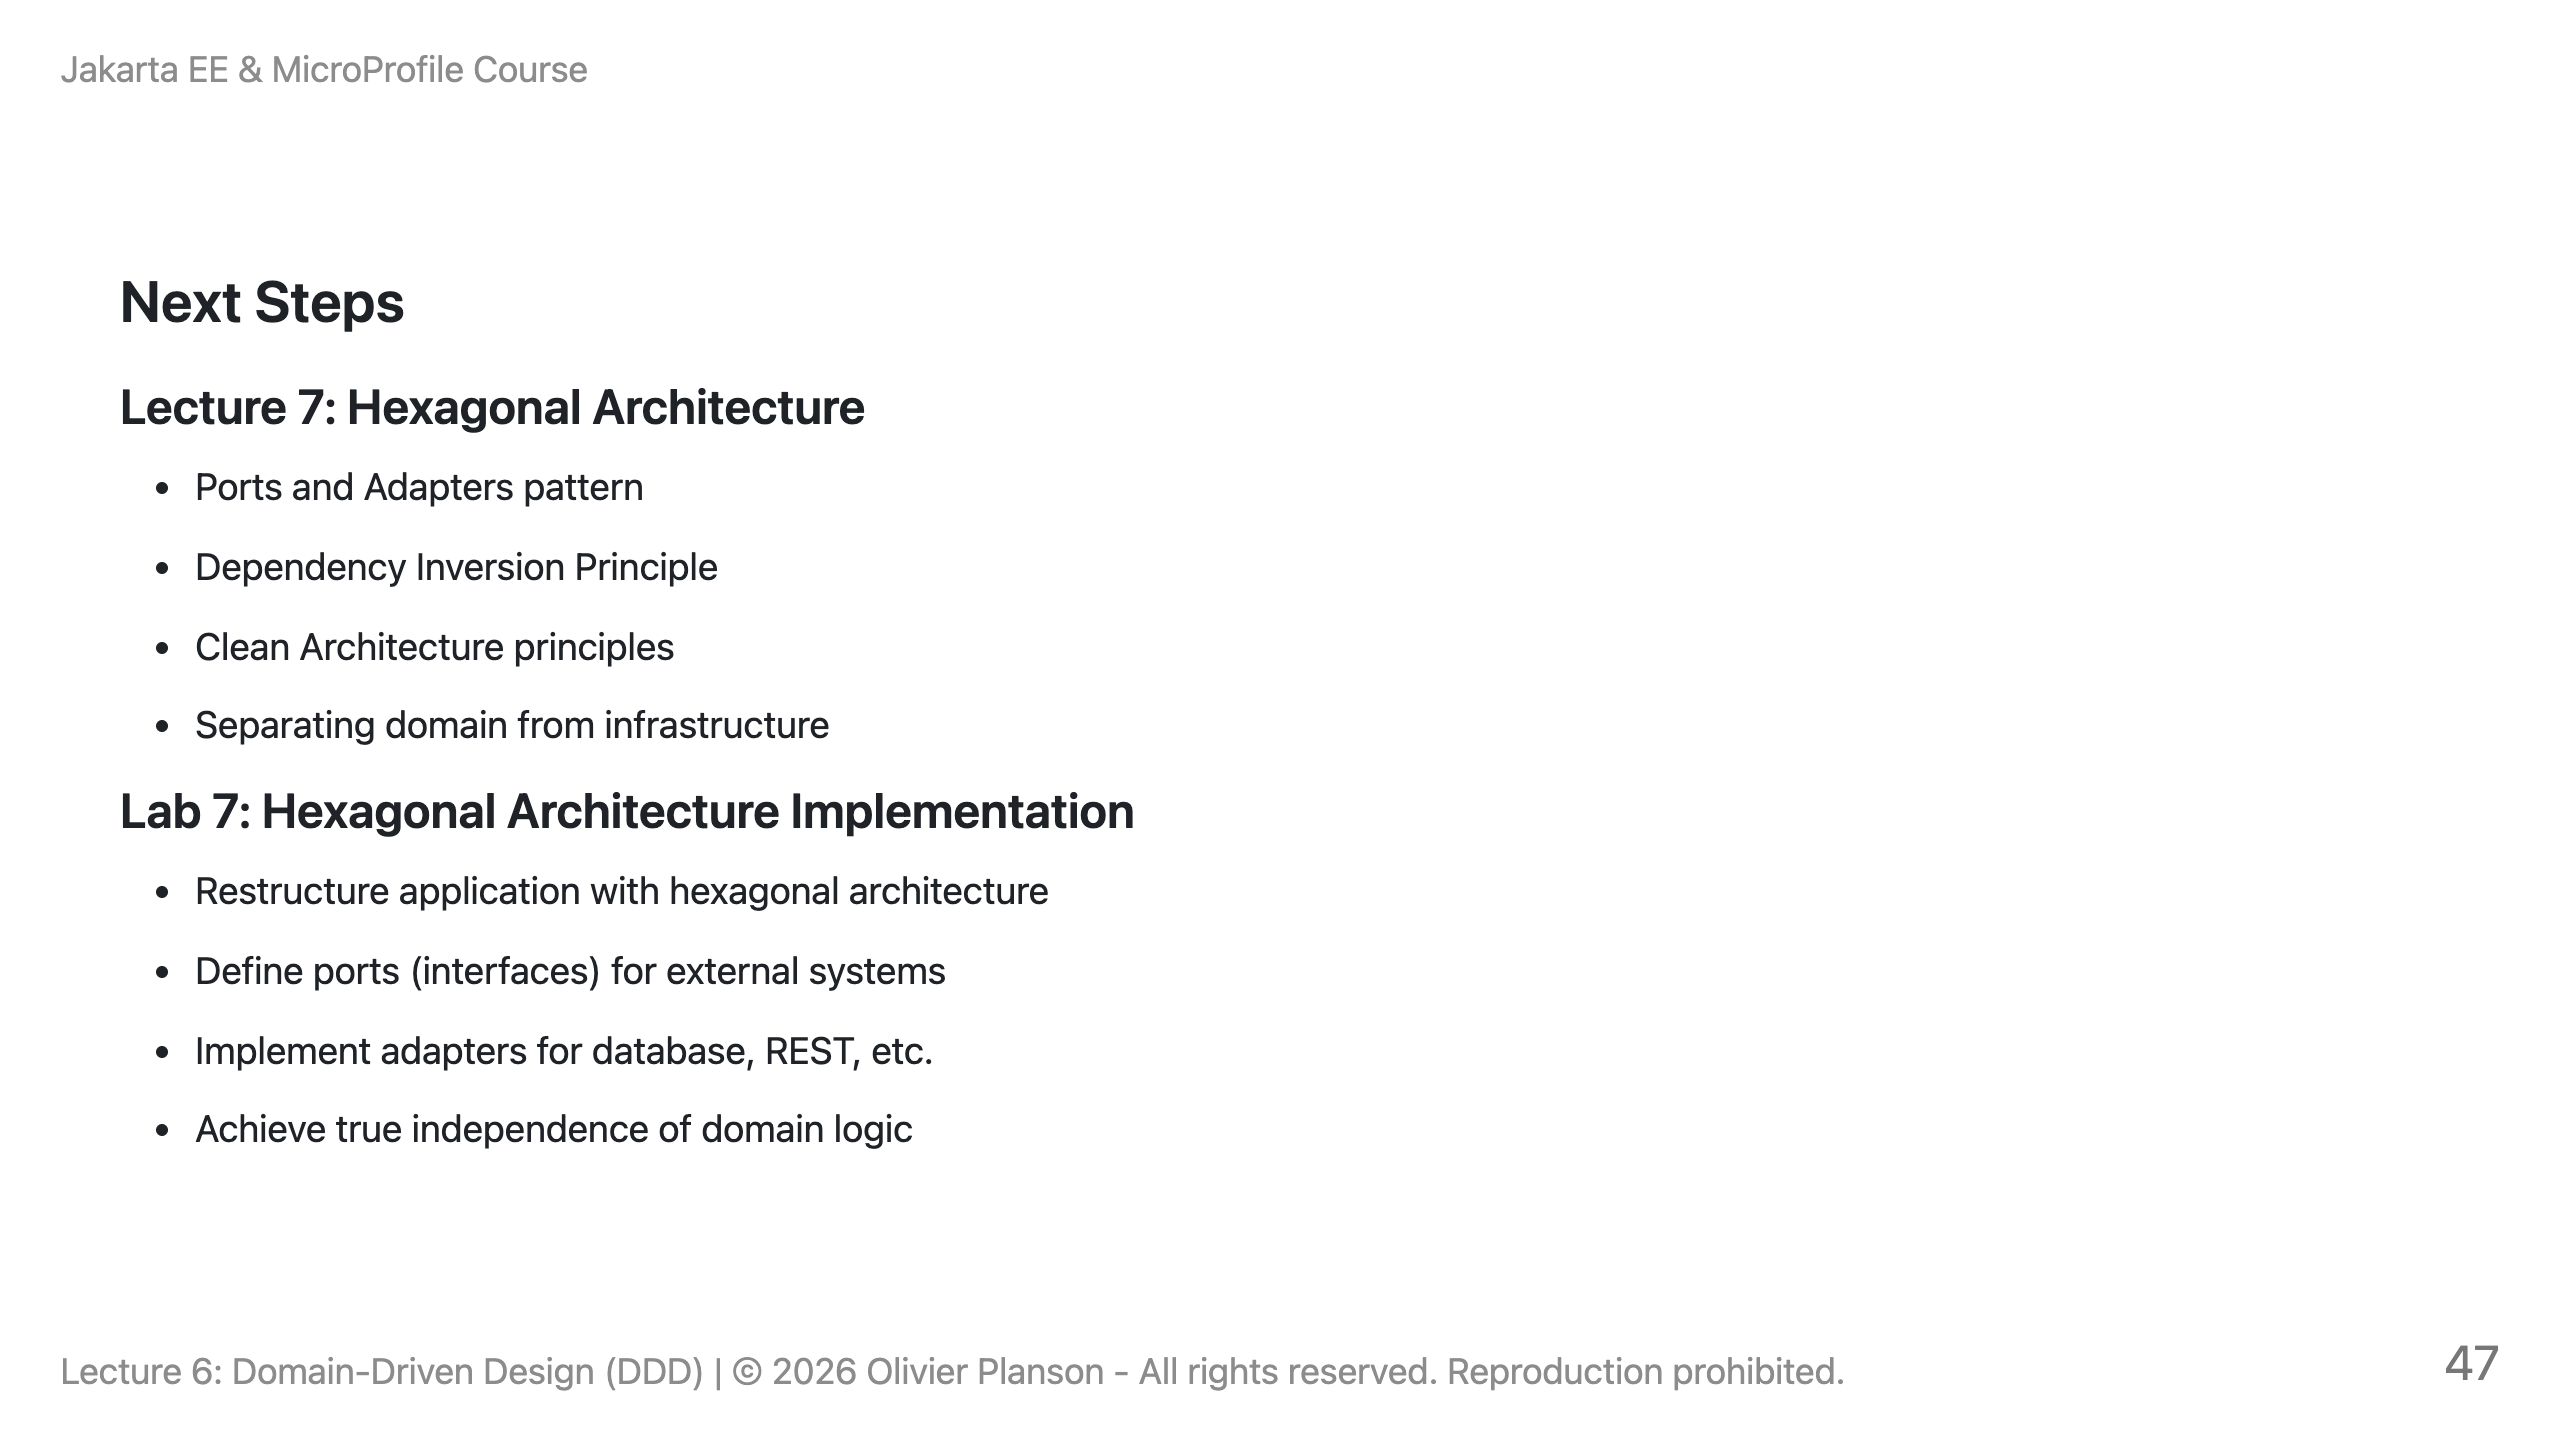 Jakarta EE & MicroProfile Course
Next Steps
Lecture 7: Hexagonal Architecture
• Ports and Adapters pattern
• Dependency Inversion Principle
• Clean Architecture principles
• Separating domain from infrastructure
Lab 7: Hexagonal Architecture Implementation
• Restructure application with hexagonal architecture
• Define ports (interfaces) for external systems
• Implement adapters for database, REST, etc.
• Achieve true independence of domain logic
Lecture 6: Domain-Driven Design (DDD) | © 2026 Olivier Planson - All rights reserved. Reproduction prohibited.
47